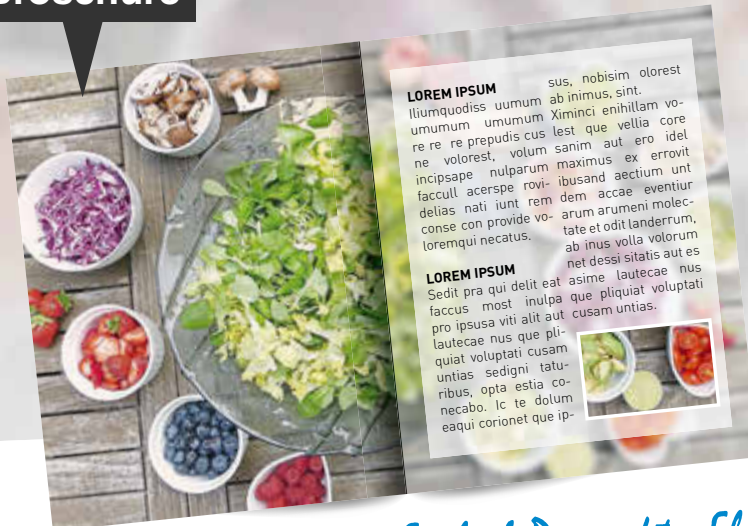 LOREM IPSUM
Iliumquodiss uumum
umumum umumum
re re re prepudis cus
ne volorest, volum
incipsape nulparum
faccull acerspe rovi-
delias nati iunt rem
conse con provide vo-
loremqui necatus.
LOREM IPSUM
Sedit pra qui delit eat
faccus most inulpa
pro ipsusa viti alit aut
lautecae nus que pli-
quiat voluptati cusam
untias sedigni tatu-
ribus, opta estia co-
necabo. Ic te dolum
eaqui corionet que ip-
sus, nobisim olorest
ab inimus, sint.
Ximinci enihillam vo-
lest que vellia core
sanim aut ero idel
maximus ex errovit
ibusand aectium unt
dem accae eventiur
arum arumeni molec-
tate et odit landerrum,
ab inus volla volorum
net dessi sitatis aut es
asime lautecae nus
que pliquiat voluptati
cusam untias.